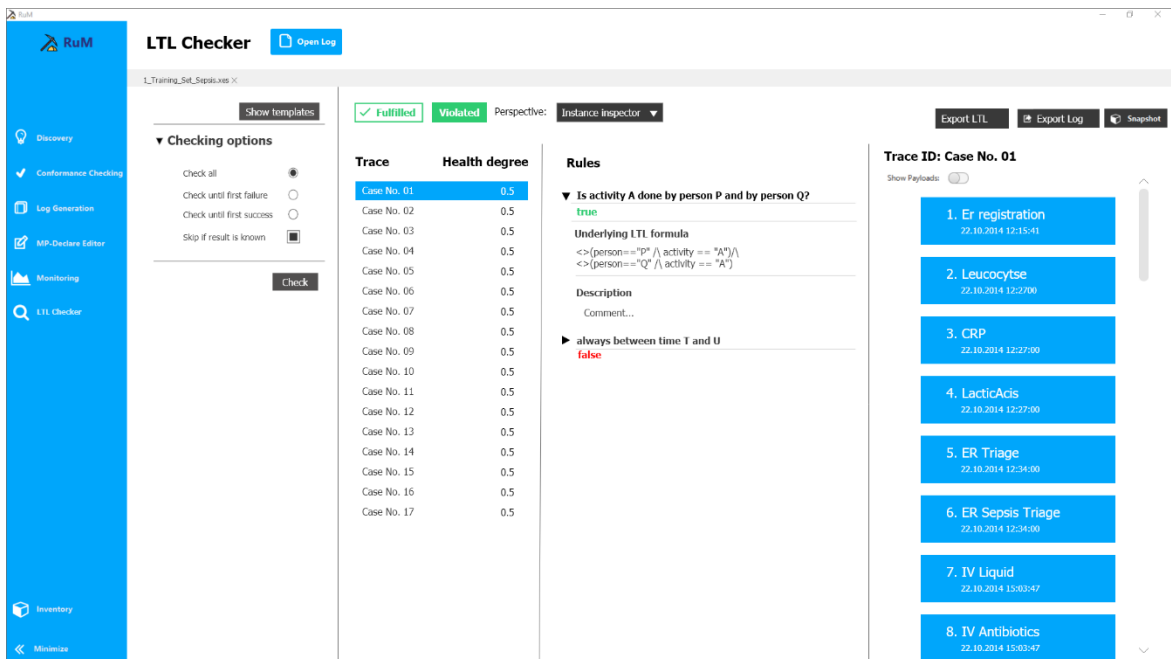 RuM
RuM
LTL Checker
Open Log
1_Training_Set_Sepsis.xes ×
Discovery
Conformance Checking
Log Generation
MP-Declare Editor
Monitoring
LTL Checker
Inventory
Minimize
Show templates
Checking options
Check all
Check until first failure
Check until first success
Skip if result is known
Check
Fulfilled
Violated
Perspective:
Instance inspector
Export LTL
Export Log
Snapshot
Trace Health degree
Case No. 01 0.5
Case No. 02 0.5
Case No. 03 0.5
Case No. 04 0.5
Case No. 05 0.5
Case No. 06 0.5
Case No. 07 0.5
Case No. 08 0.5
Case No. 09 0.5
Case No. 10 0.5
Case No. 11 0.5
Case No. 12 0.5
Case No. 13 0.5
Case No. 14 0.5
Case No. 15 0.5
Case No. 16 0.5
Case No. 17 0.5
Rules
Is activity A done by person P and by person Q?
true
Underlying LTL formula
<>(person=="P" /\ activity == "A")/\
<>(person=="Q" /\ activity == "A")
Description
Comment...
always between time T and U
false
Trace ID: Case No. 01
Show Payloads:
1. Er registration
22.10.2014 12:15:41
2. Leucocytse
22.10.2014 12:2700
3. CRP
22.10.2014 12:27:00
4. LacticAcis
22.10.2014 12:27:00
5. ER Triage
22.10.2014 12:34:00
6. ER Sepsis Triage
22.10.2014 12:34:00
7. IV Liquid
22.10.2014 15:03:47
8. IV Antibiotics
22.10.2014 15:03:47